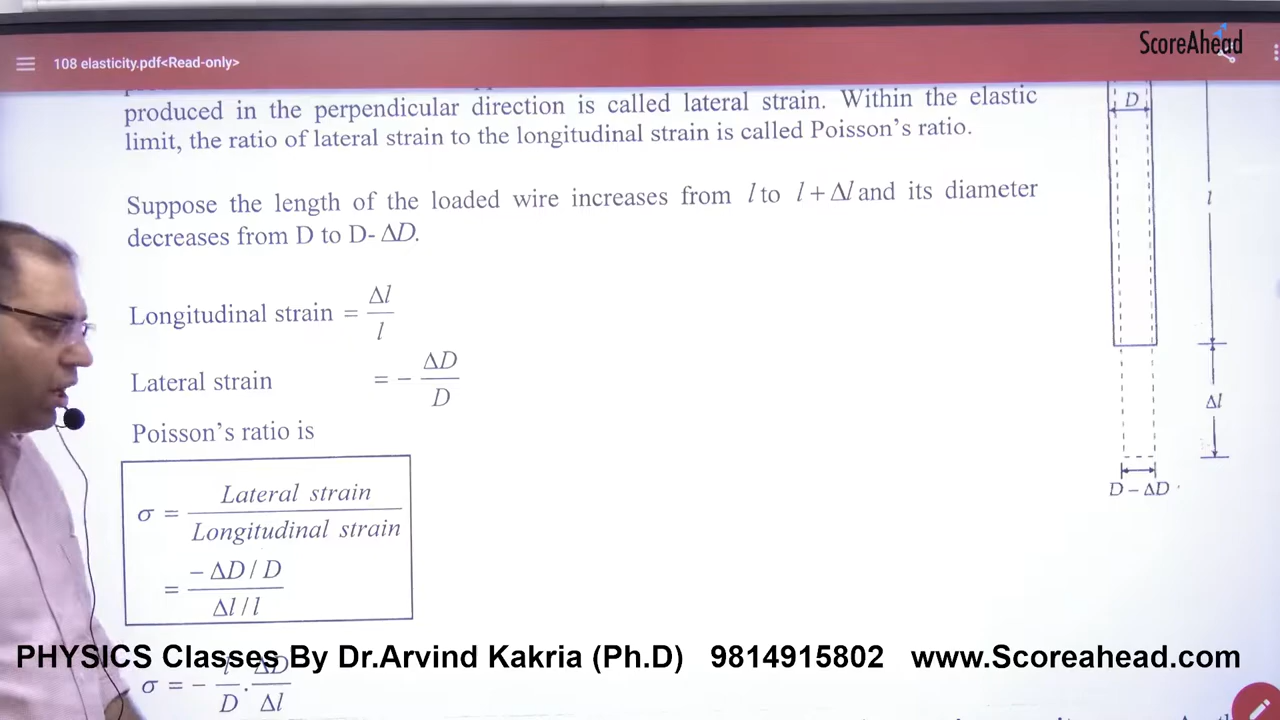 ScoreAhead
108 elasticity.pdf<Read-only>
produced in the perpendicular direction is called lateral strain. Within the elastic
limit, the ratio of lateral strain to the longitudinal strain is called Poisson's ratio.
Suppose the length of the loaded wire increases from l to l + Δl and its diameter
decreases from D to D- ΔD.
Longitudinal strain = Δl / l
Lateral strain = - ΔD / D
Poisson's ratio is
σ = Lateral strain / Longitudinal strain
= -ΔD/D / Δl/l
σ = - l/D . ΔD/Δl
D
l
Δl
D - ΔD
PHYSICS Classes By Dr.Arvind Kakria (Ph.D) 9814915802 www.Scoreahead.com